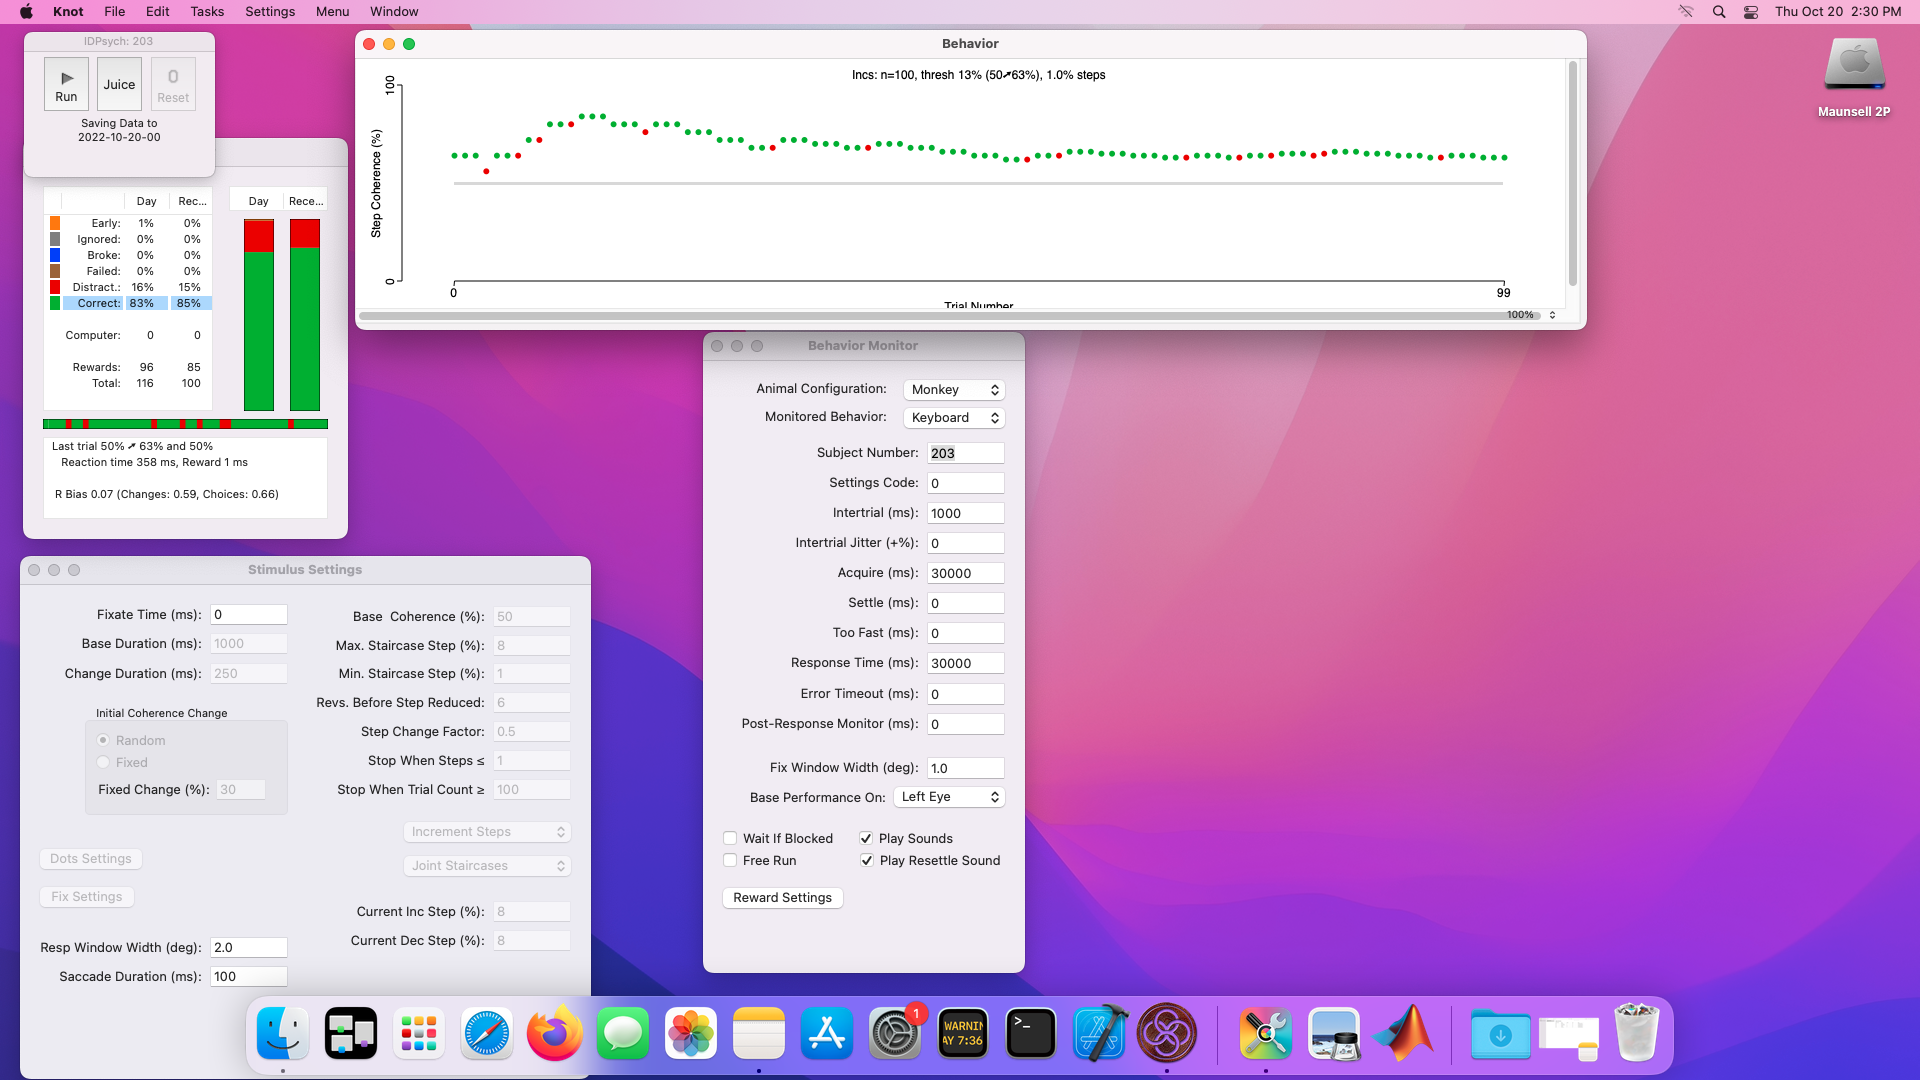 Knot File Edit Tasks Settings Menu Window Thu Oct 20 2:30 PM
IDPsych: 203
Run
Juice
0
Reset
Saving Data to
2022-10-20-00
Day Rec... Day Rece...
Early: 1% 0%
Ignored: 0% 0%
Broke: 0% 0%
Failed: 0% 0%
Distract.: 16% 15%
Correct: 83% 85%
Computer: 0 0
Rewards: 96 85
Total: 116 100
Last trial 50% ➚ 63% and 50%
Reaction time 358 ms, Reward 1 ms
R Bias 0.07 (Changes: 0.59, Choices: 0.66)
Behavior
Incs: n=100, thresh 13% (50➚63%), 1.0% steps
100
Step Coherence (%)
0
0
99
Trial Number
100%
Maunsell 2P
Behavior Monitor
Animal Configuration: Monkey
Monitored Behavior: Keyboard
Subject Number: 203
Settings Code: 0
Intertrial (ms): 1000
Intertrial Jitter (+%): 0
Acquire (ms): 30000
Settle (ms): 0
Too Fast (ms): 0
Response Time (ms): 30000
Error Timeout (ms): 0
Post-Response Monitor (ms): 0
Fix Window Width (deg): 1.0
Base Performance On: Left Eye
Wait If Blocked Play Sounds
Free Run Play Resettle Sound
Reward Settings
Stimulus Settings
Fixate Time (ms): 0
Base Duration (ms): 1000
Change Duration (ms): 250
Initial Coherence Change
Random
Fixed
Fixed Change (%): 30
Dots Settings
Fix Settings
Resp Window Width (deg): 2.0
Saccade Duration (ms): 100
Base Coherence (%): 50
Max. Staircase Step (%): 8
Min. Staircase Step (%): 1
Revs. Before Step Reduced: 6
Step Change Factor: 0.5
Stop When Steps ≤ 1
Stop When Trial Count ≥ 100
Increment Steps
Joint Staircases
Current Inc Step (%): 8
Current Dec Step (%): 8
1
WARNIN
AY 7:36
>_